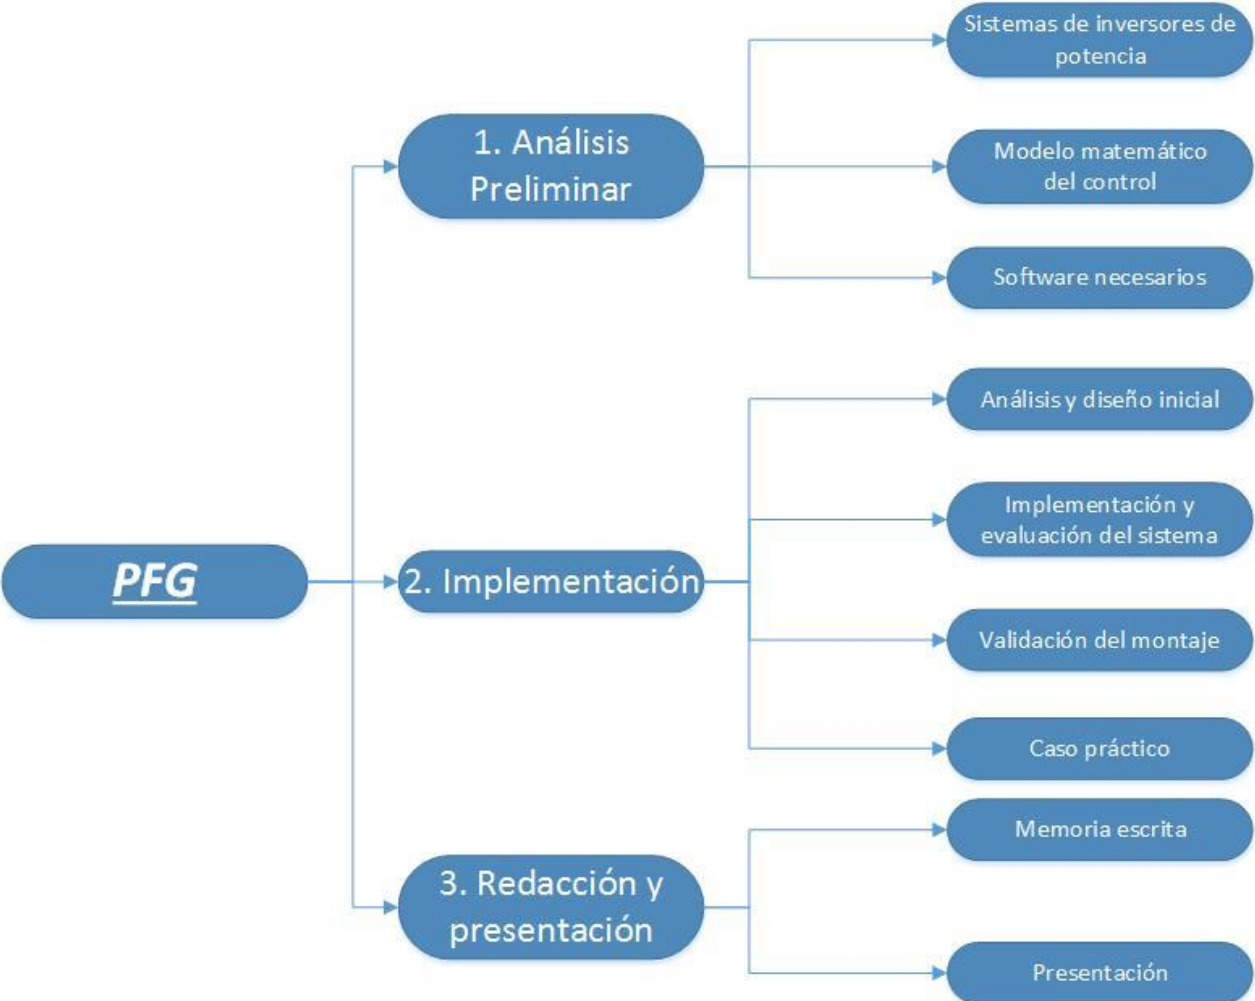 PFG
1. Análisis
Preliminar
Sistemas de inversores de
potencia
Modelo matemático
del control
Software necesarios
2. Implementación
Análisis y diseño inicial
Implementación y
evaluación del sistema
Validación del montaje
Caso práctico
3. Redacción y
presentación
Memoria escrita
Presentación